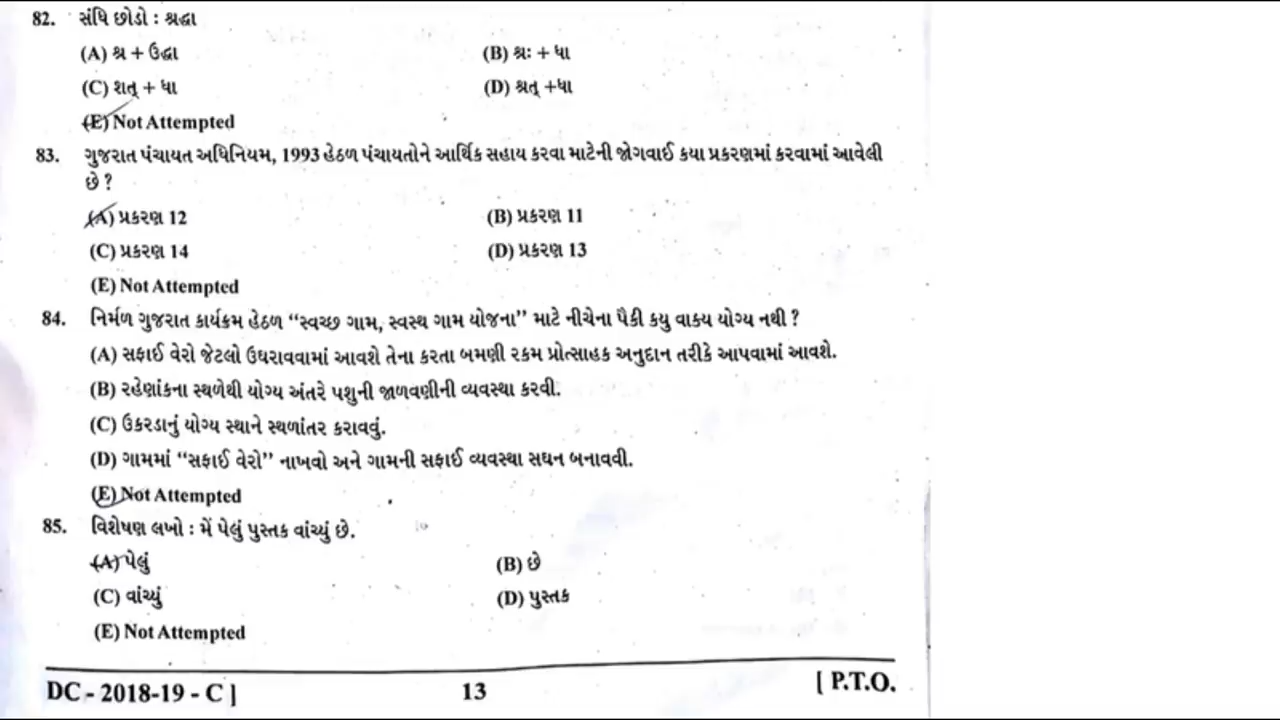 82. સંધિ છોડો : શ્રદ્ધા
(A) શ્ર + ઉદ્ધા (B) શ્રઃ + ધા
(C) શત્ + ધા (D) શ્રત્ +ધા
(E) Not Attempted
83. ગુજરાત પંચાયત અધિનિયમ, 1993 હેઠળ પંચાયતોને આર્થિક સહાય કરવા માટેની જોગવાઈ કયા પ્રકરણમાં કરવામાં આવેલી
છે ?
(A) પ્રકરણ 12 (B) પ્રકરણ 11
(C) પ્રકરણ 14 (D) પ્રકરણ 13
(E) Not Attempted
84. નિર્મળ ગુજરાત કાર્યક્રમ હેઠળ “સ્વચ્છ ગામ, સ્વસ્થ ગામ યોજના” માટે નીચેના પૈકી કયુ વાક્ય યોગ્ય નથી ?
(A) સફાઈ વેરો જેટલો ઉઘરાવવામાં આવશે તેના કરતા બમણી રકમ પ્રોત્સાહક અનુદાન તરીકે આપવામાં આવશે.
(B) રહેણાંકના સ્થળેથી યોગ્ય અંતરે પશુની જાળવણીની વ્યવસ્થા કરવી.
(C) ઉકરડાનું યોગ્ય સ્થાને સ્થળાંતર કરાવવું.
(D) ગામમાં “સફાઈ વેરો” નાખવો અને ગામની સફાઈ વ્યવસ્થા સઘન બનાવવી.
(E) Not Attempted
85. વિશેષણ લખો : મેં પેલું પુસ્તક વાંચ્યું છે.
(A) પેલું (B) છે
(C) વાંચ્યું (D) પુસ્તક
(E) Not Attempted
DC - 2018-19 - C ] 13 [ P.T.O.